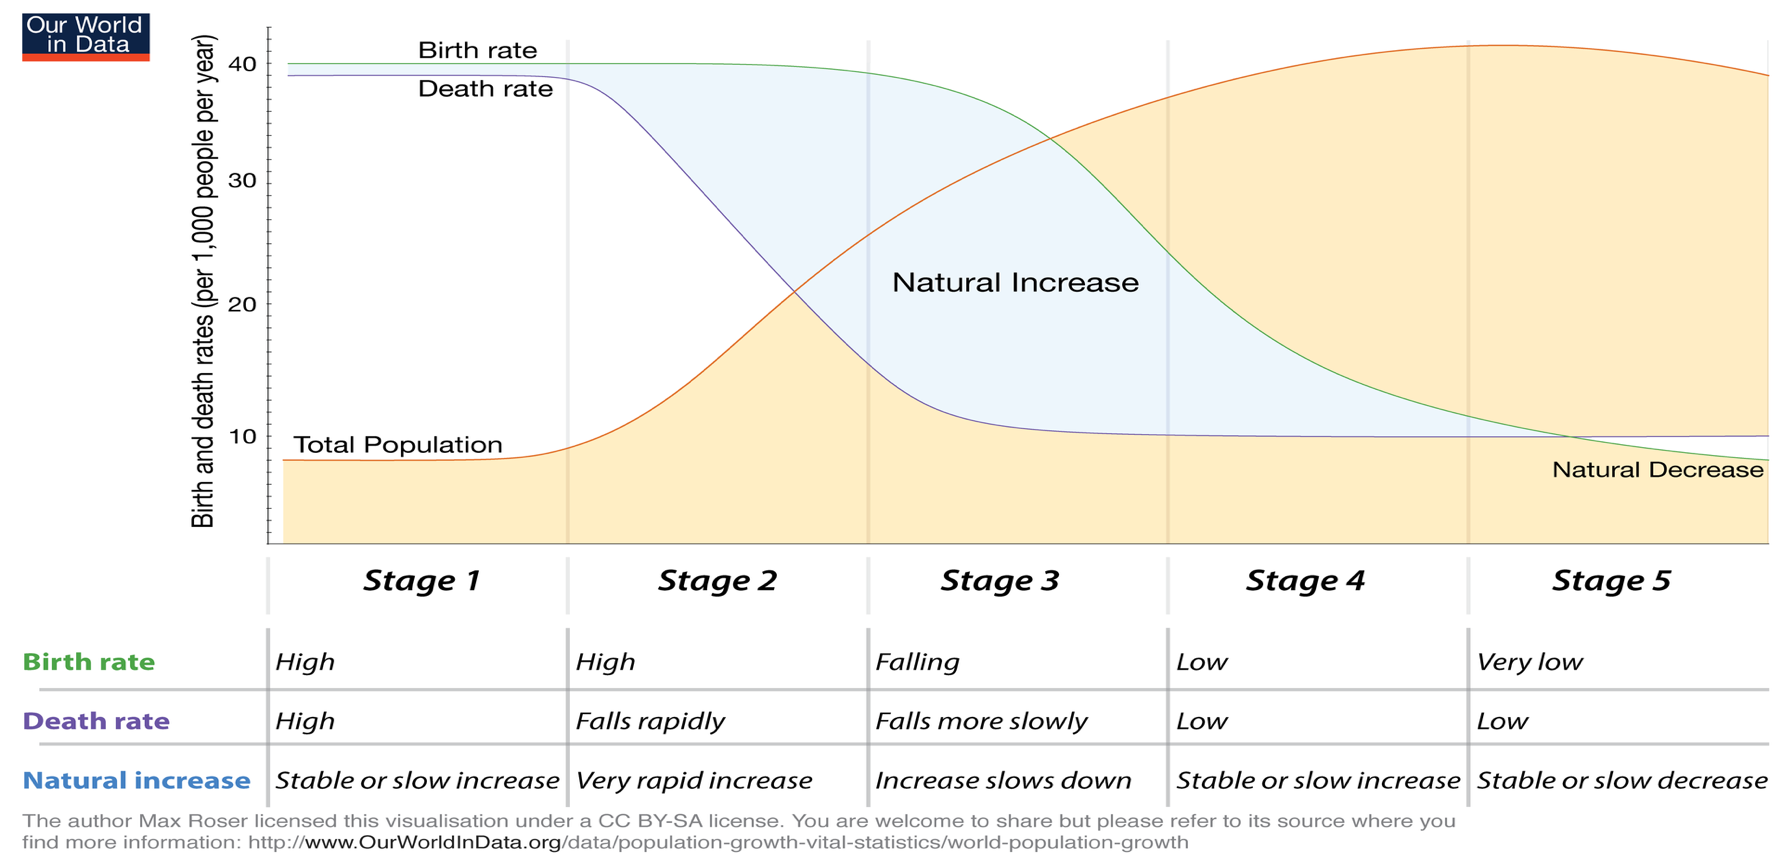 Our World
in Data
Birth and death rates (per 1,000 people per year)
40
30
20
10
Birth rate
Death rate
Natural Increase
Total Population
Natural Decrease
Stage 1 Stage 2 Stage 3 Stage 4 Stage 5
Birth rate High High Falling Low Very low
Death rate High Falls rapidly Falls more slowly Low Low
Natural increase Stable or slow increase Very rapid increase Increase slows down Stable or slow increase Stable or slow decrease
The author Max Roser licensed this visualisation under a CC BY-SA license. You are welcome to share but please refer to its source where you
find more information: http://www.OurWorldInData.org/data/population-growth-vital-statistics/world-population-growth